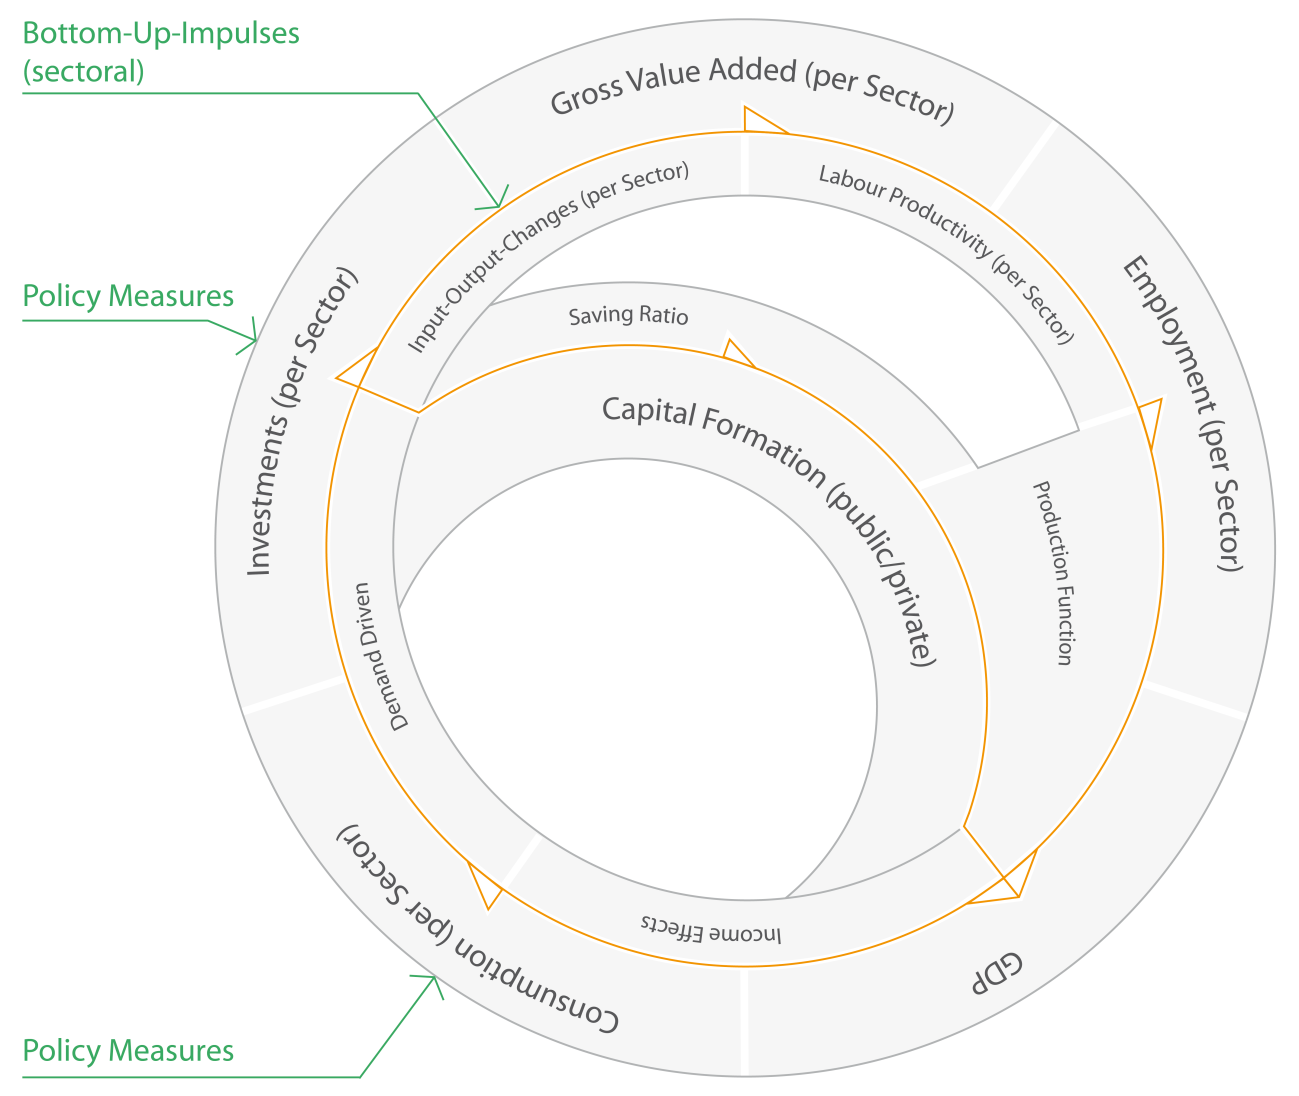 Bottom-Up-Impulses
(sectoral)
Gross Value Added (per Sector)
Labour Productivity (per Sector)
Input-Output-Changes (per Sector)
Employment (per Sector)
Policy Measures
Investments (per Sector)
Saving Ratio
Capital Formation (public/private)
Production Function
Demand Driven
Consumption (per Sector)
Income Effects
GDP
Policy Measures